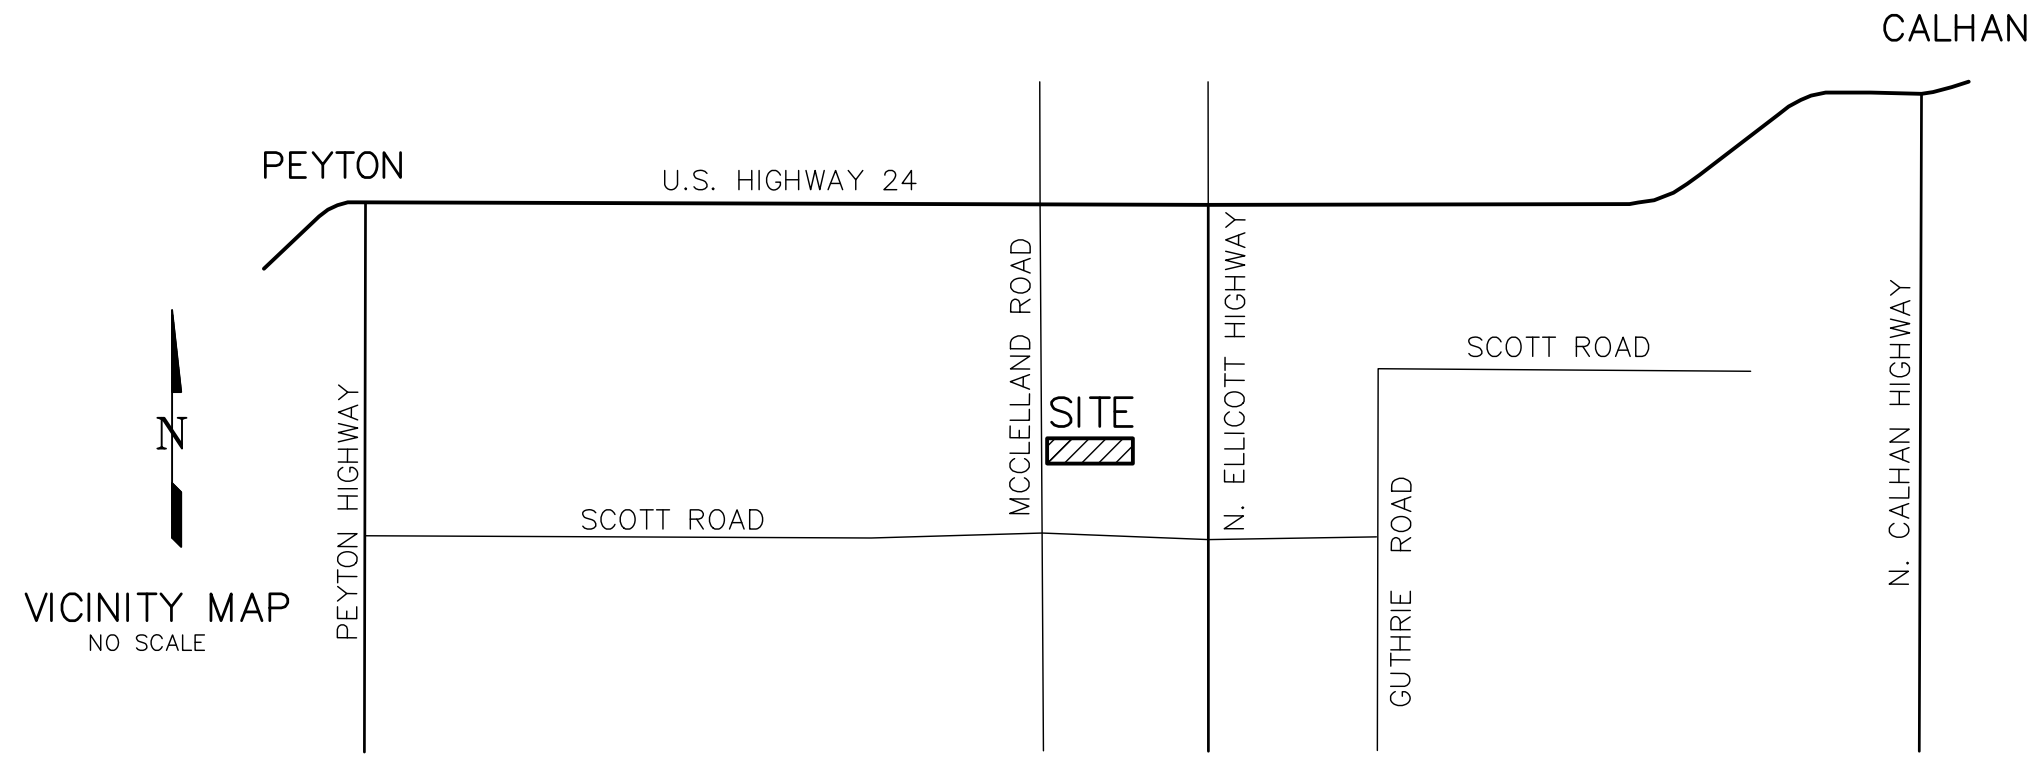 CALHAN
PEYTON
U.S. HIGHWAY 24
MCCLELLAND ROAD
N. ELLICOTT HIGHWAY
SCOTT ROAD
N. CALHAN HIGHWAY
SITE
N
PEYTON HIGHWAY
SCOTT ROAD
GUTHRIE ROAD
VICINITY MAP
NO SCALE